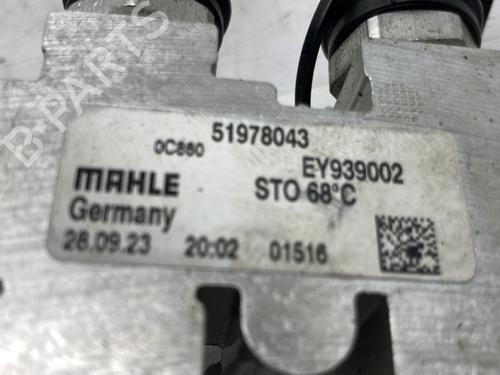 B-PARTS
51978043
0C860
EY939002
MAHLE
STO 68°C
Germany
28.09.23 20:02 01516